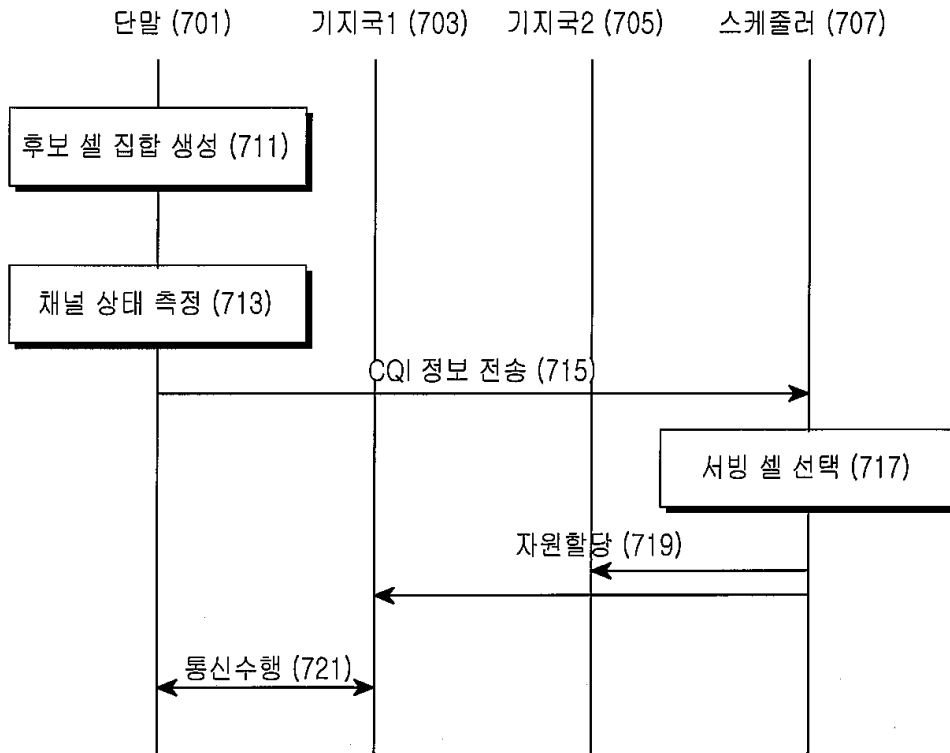 단말 (701) 기지국1 (703) 기지국2 (705) 스케줄러 (707)
후보 셀 집합 생성 (711)
채널 상태 측정 (713)
CQI 정보 전송 (715)
서빙 셀 선택 (717)
자원할당 (719)
통신수행 (721)